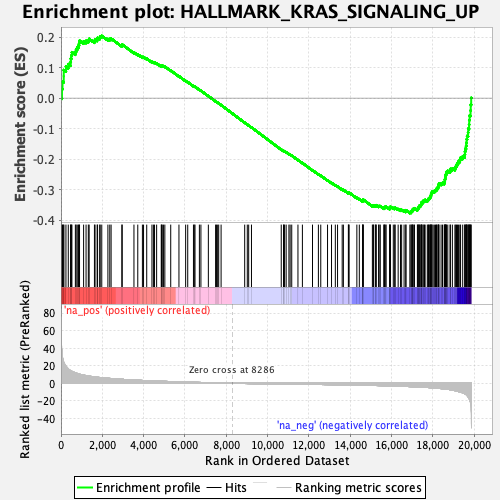 Enrichment plot: HALLMARK_KRAS_SIGNALING_UP
Enrichment score (ES)
0.2
0.1
0.0
-0.1
-0.2
-0.3
-0.4
'na_pos' (positively correlated)
Ranked list metric (PreRanked)
80
60
40
20
0
-20
-40
Zero cross at 8286
'na_neg' (negatively correlated)
0 2,000 4,000 6,000 8,000 10,000 12,000 14,000 16,000 18,000 20,000
Rank in Ordered Dataset
Enrichment profile Hits Ranking metric scores